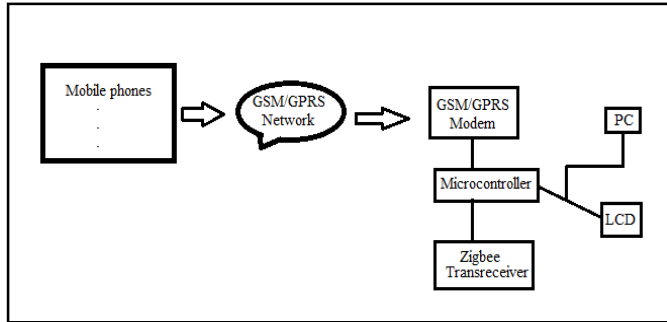 Mobile phones
.
.
.
GSM/GPRS
Network
GSM/GPRS
Modem
Microcontroller
PC
LCD
Zigbee
Transreceiver